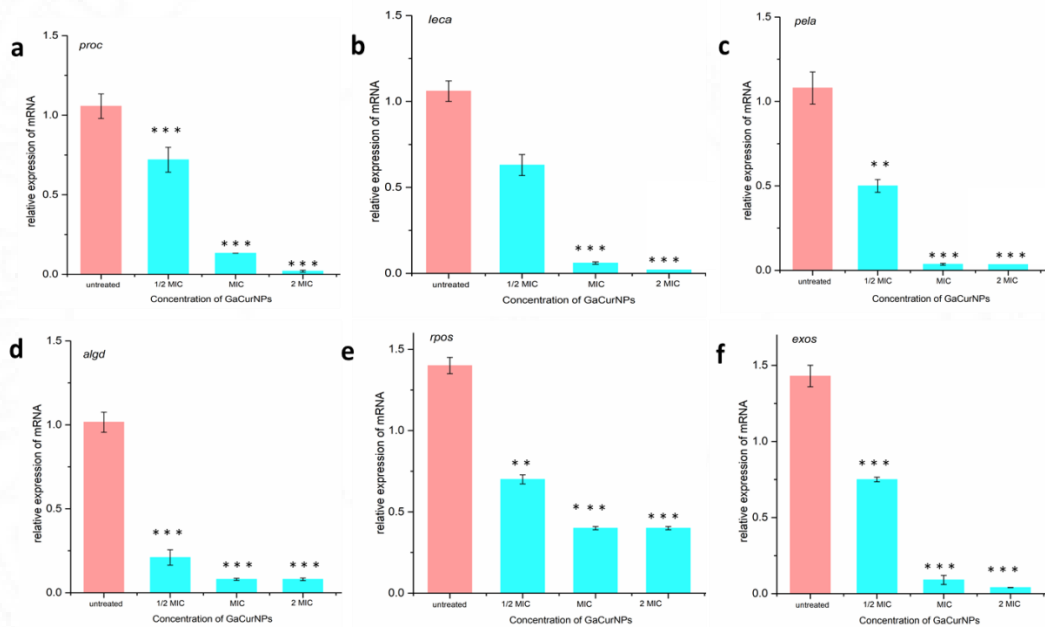 a
proc
relative expression of mRNA
1.5
1.0
0.5
0.0
***
***
***
untreated 1/2 MIC MIC 2 MIC
Concentration of GaCurNPs
b
leca
relative expression of mRNA
1.5
1.0
0.5
0.0
***
***
untreated 1/2 MIC MIC 2 MIC
Concentration of GaCurNPs
c
pela
relative expression of mRNA
1.5
1.0
0.5
0.0
**
***
***
untreated 1/2 MIC MIC 2 MIC
Concentration of GaCurNPs
d
algd
relative expression of mRNA
1.5
1.0
0.5
0.0
***
***
***
untreated 1/2 MIC MIC 2 MIC
Concentration of GaCurNPs
e
rpos
relative expression of mRNA
1.5
1.0
0.5
0.0
**
***
***
untreated 1/2 MIC MIC 2 MIC
Concentration of GaCurNPs
f
exos
relative expression of mRNA
1.5
1.0
0.5
0.0
***
***
***
untreated 1/2 MIC MIC 2 MIC
Concentration of GaCurNPs